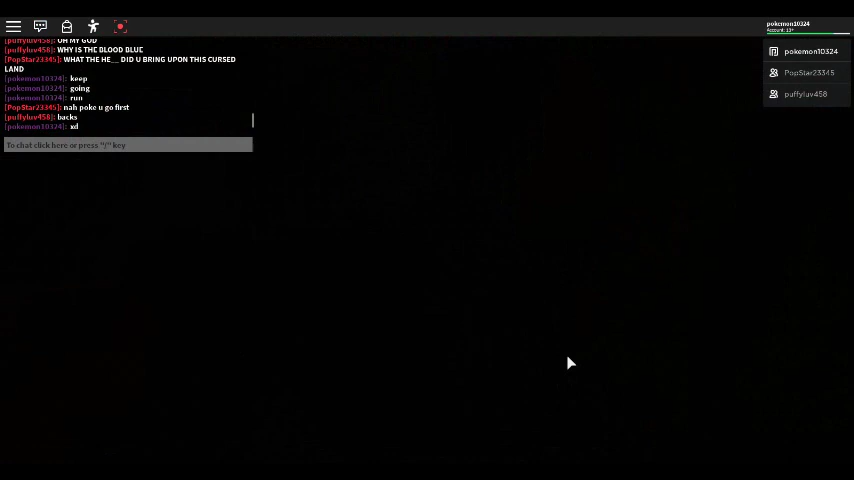 pokemon10324
Account: 13+
[puffyluv458]: OH MY GOD
[puffyluv458]: WHY IS THE BLOOD BLUE
[PopStar23345]: WHAT THE HE__ DID U BRING UPON THIS CURSED
LAND
[pokemon10324]: keep
[pokemon10324]: going
[pokemon10324]: run
[PopStar23345]: nah poke u go first
[puffyluv458]: backs
[pokemon10324]: xd
To chat click here or press "/" key
pokemon10324
PopStar23345
puffyluv458